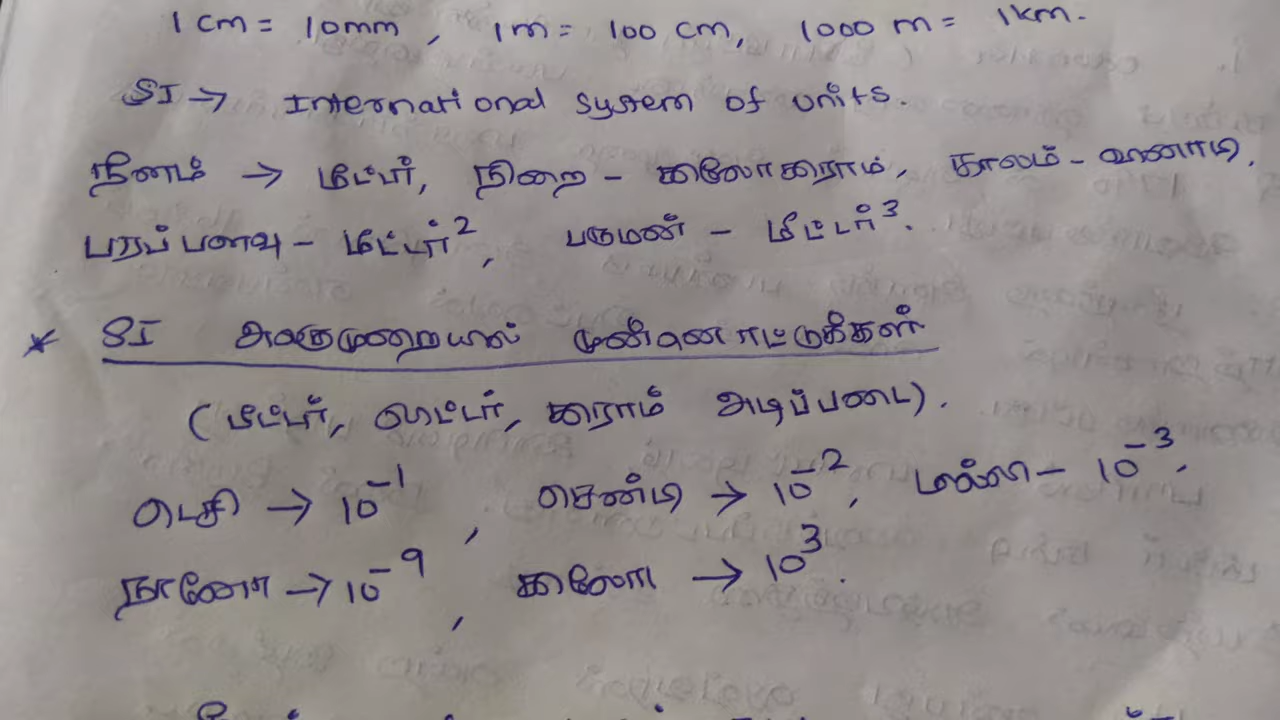 1 cm = 10mm, 1m = 100 cm, 1000 m = 1km.
SI → International system of units.
நீளம் → மீட்டர், நிறை - கிலோகிராம், காலம் - வினாடி.
பரப்பளவு - மீட்டர்², பருமன் - மீட்டர்³.
* SI அலகுமுறையில் முன்னொட்டுக்கள்
(மீட்டர், லிட்டர், கிராம் அடிப்படை).
டெசி → 10⁻¹, சென்டி → 10⁻², மில்லி - 10⁻³.
நானோ → 10⁻⁹, கிலோ → 10³.